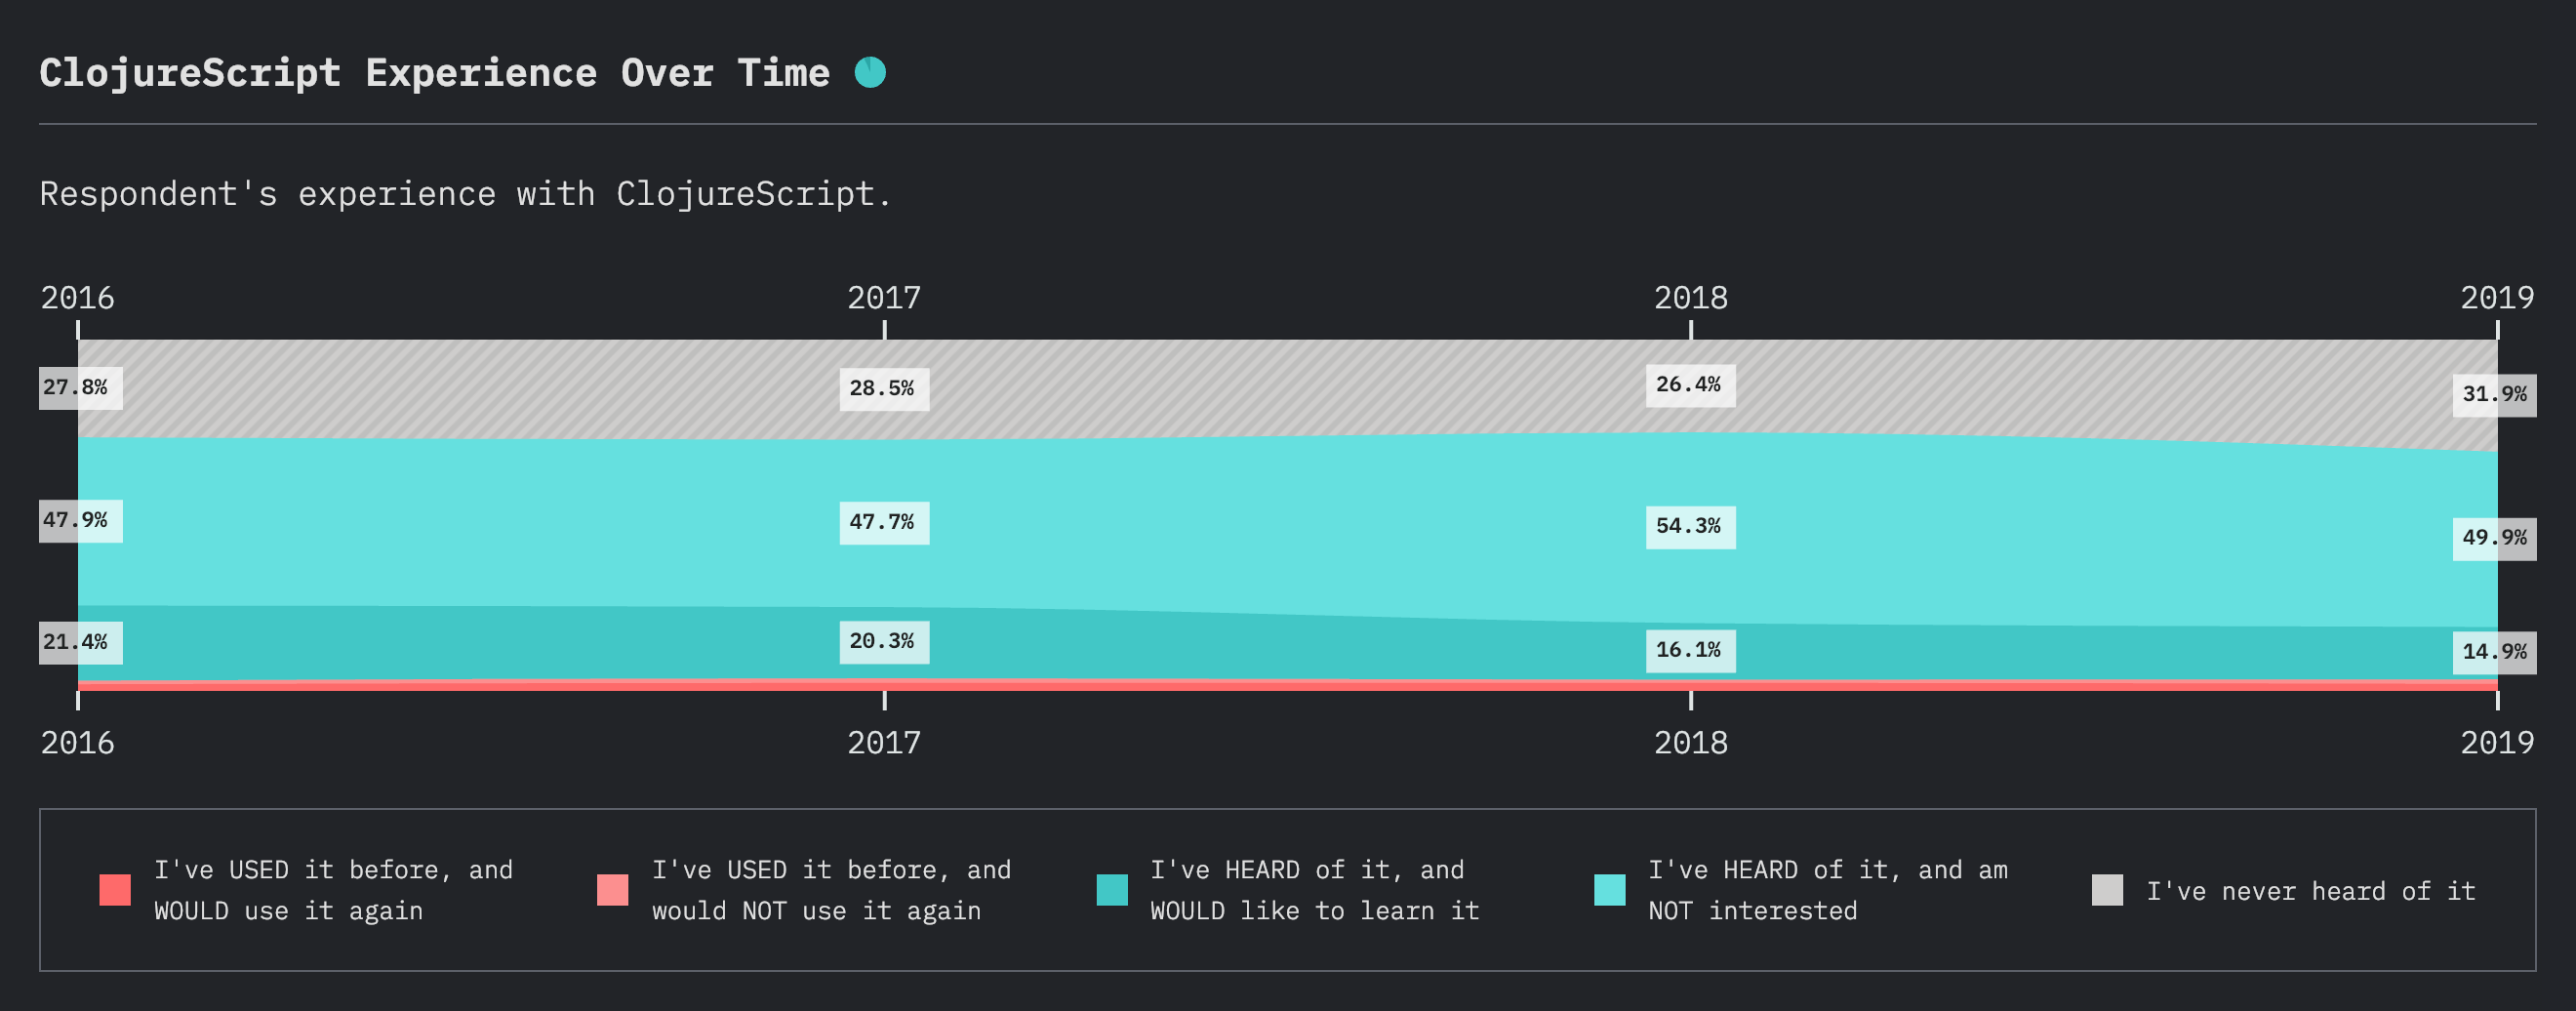 ClojureScript Experience Over Time
Respondent's experience with ClojureScript.
2016 2017 2018 2019
27.8% 28.5% 26.4% 31.9%
47.9% 47.7% 54.3% 49.9%
21.4% 20.3% 16.1% 14.9%
2016 2017 2018 2019
I've USED it before, and
WOULD use it again
I've USED it before, and
would NOT use it again
I've HEARD of it, and
WOULD like to learn it
I've HEARD of it, and am
NOT interested
I've never heard of it